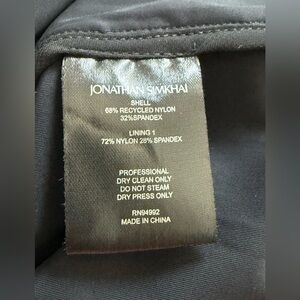 JONATHAN SIMKHAI
SHELL
68% RECYCLED NYLON
32%SPANDEX
LINING 1
72% NYLON 28% SPANDEX
PROFESSIONAL
DRY CLEAN ONLY
DO NOT STEAM
DRY PRESS ONLY
RN94992
MADE IN CHINA